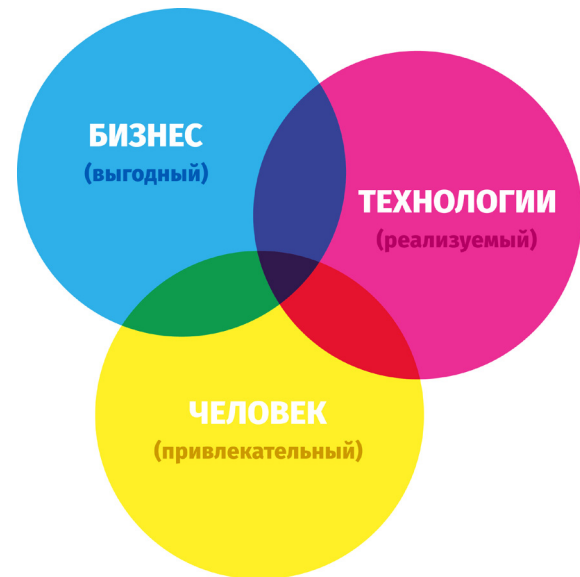 БИЗНЕС
(выгодный)
ТЕХНОЛОГИИ
(реализуемый)
ЧЕЛОВЕК
(привлекательный)